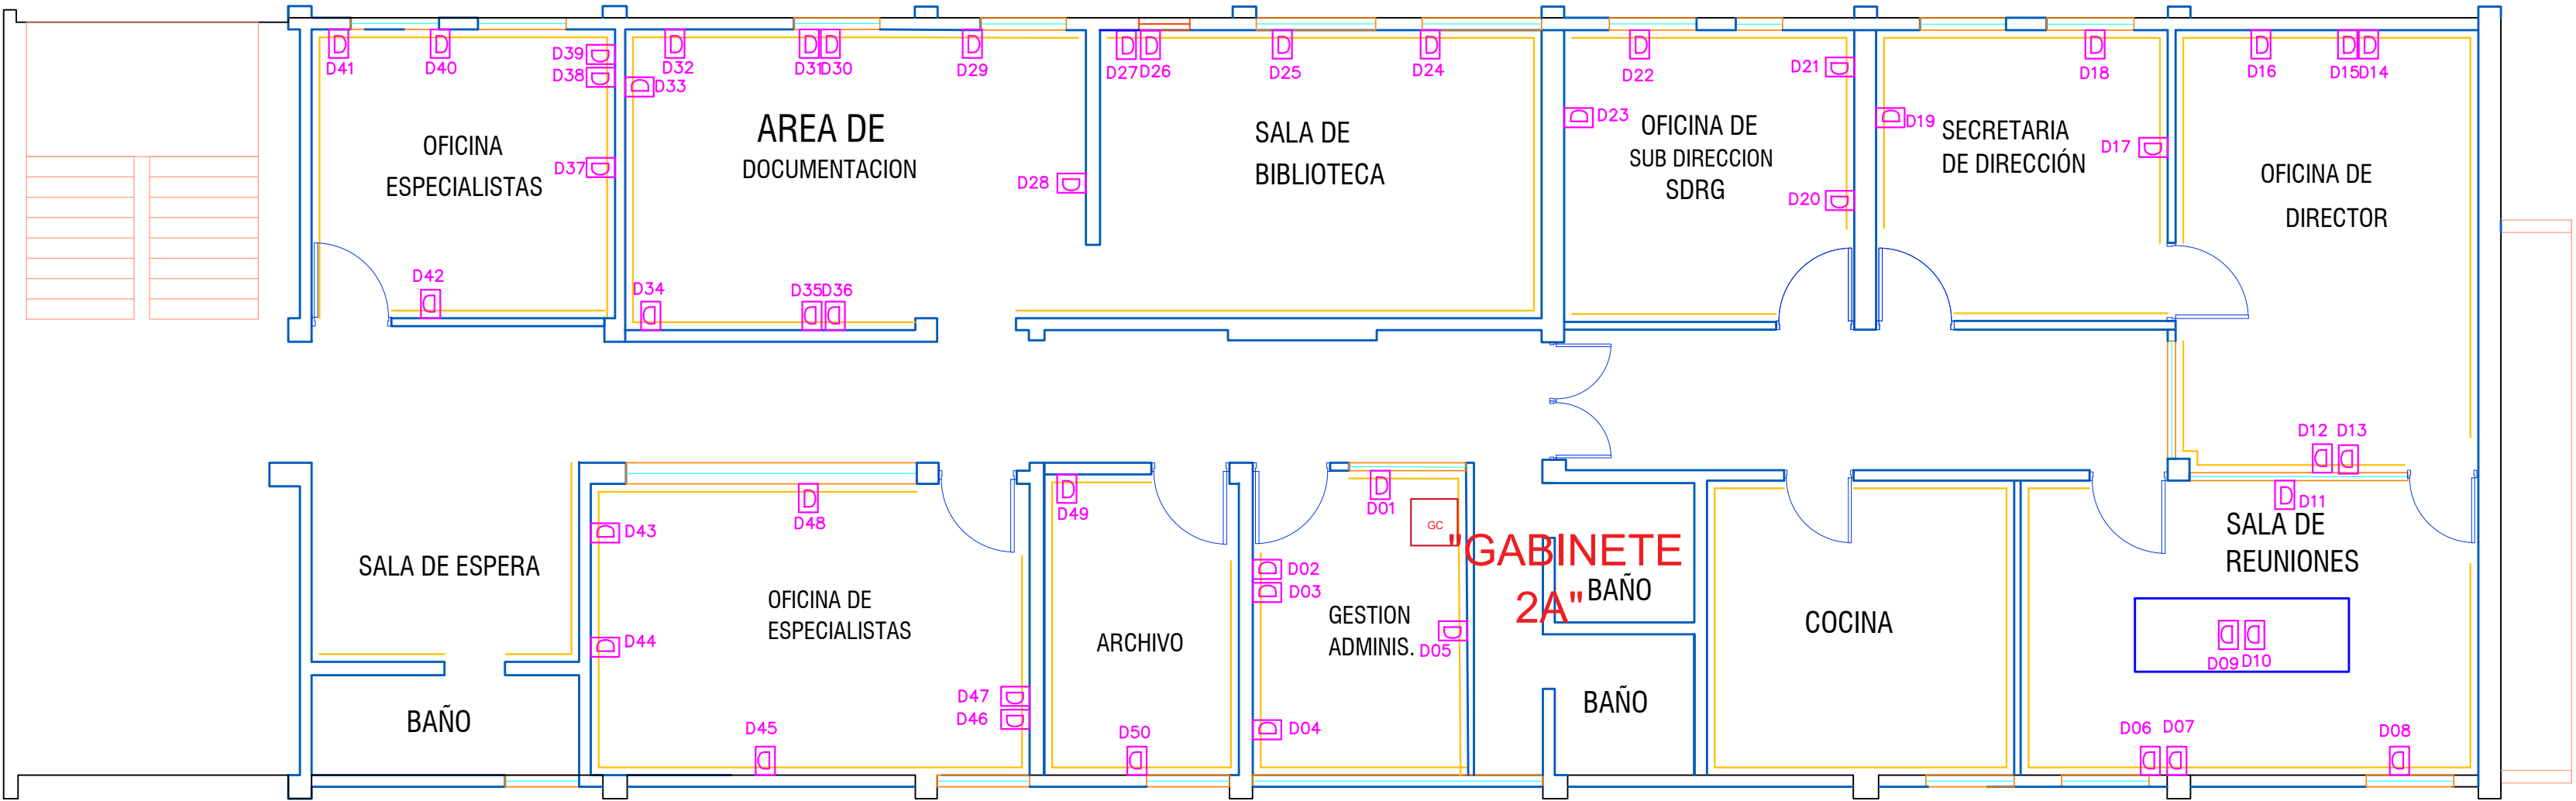 D41
D40
D39
D38
D37
D42
OFICINA
ESPECIALISTAS
D32
D31
D30
D29
D33
D28
D34
D35
D36
AREA DE
DOCUMENTACION
D27
D26
D25
D24
SALA DE
BIBLIOTECA
D22
D21
D23
D20
OFICINA DE
SUB DIRECCION
SDRG
D18
D19
D17
SECRETARIA
DE DIRECCIÓN
D16
D15
D14
OFICINA DE
DIRECTOR
D12
D13
SALA DE ESPERA
BAÑO
D43
D48
D44
D47
D46
D45
OFICINA DE
ESPECIALISTAS
D49
ARCHIVO
D50
D01
GC
D02
D03
GESTION
ADMINIS.
D05
D04
"GABINETE
2A"
BAÑO
BAÑO
COCINA
D11
SALA DE
REUNIONES
D09
D10
D06
D07
D08